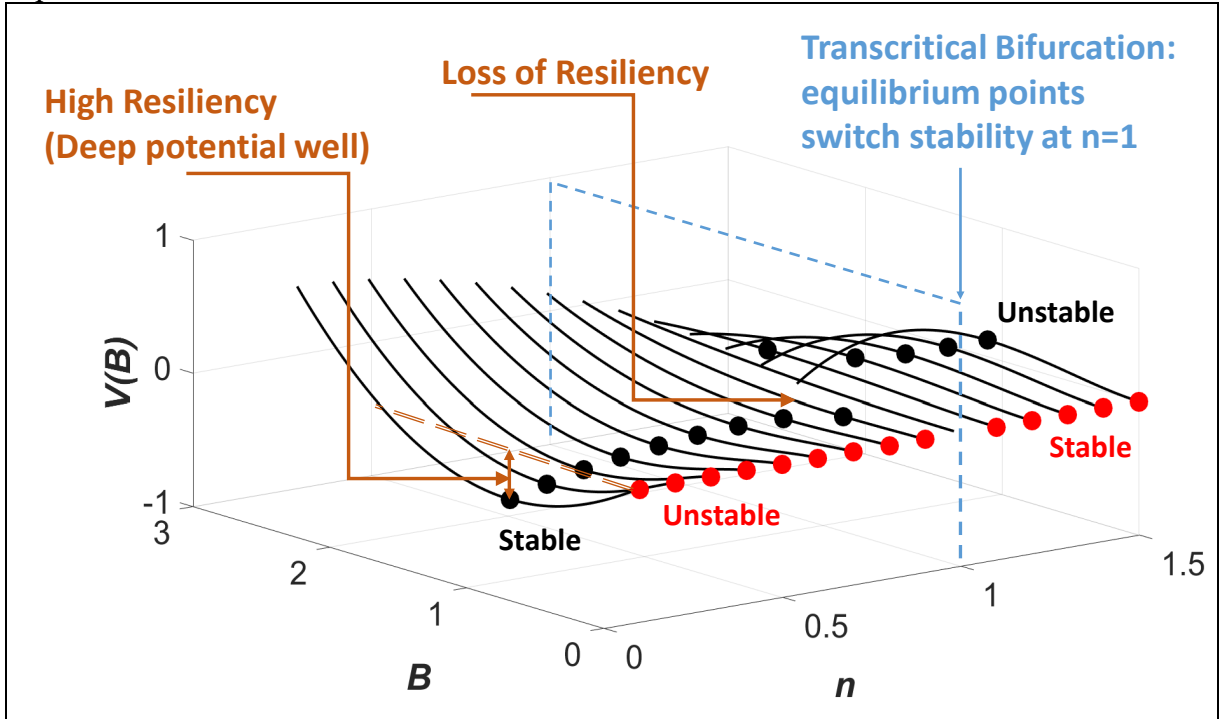 Loss of Resiliency
Transcritical Bifurcation:
equilibrium points
switch stability at n=1
High Resiliency
(Deep potential well)
Unstable
Stable
Stable
Unstable
V(B)
1
0
-1
3
2
1
0
B
0
0.5
1
1.5
n